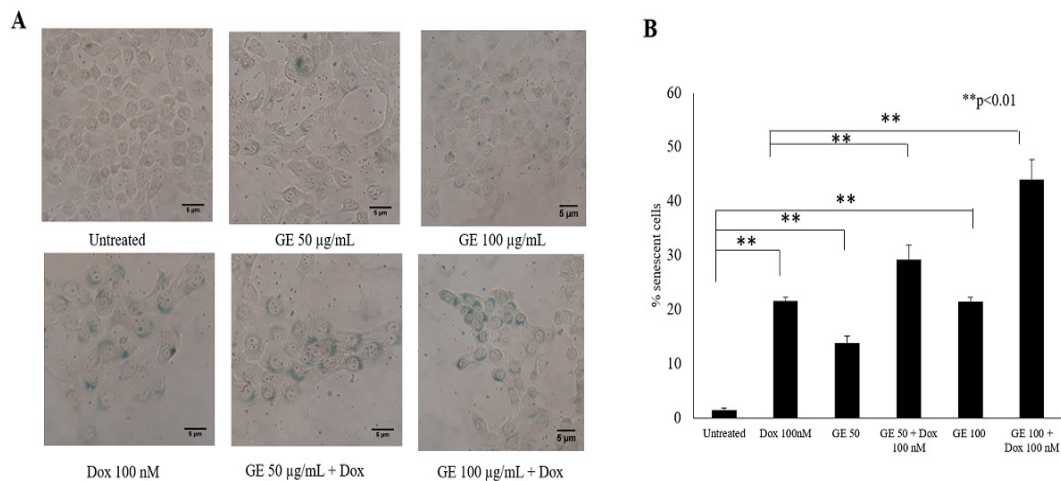 A
5 µm
5 µm
5 µm
Untreated
GE 50 µg/mL
GE 100 µg/mL
5 µm
5 µm
5 µm
Dox 100 nM
GE 50 µg/mL + Dox
GE 100 µg/mL + Dox
B
**p<0.01
% senescent cells
60
50
40
30
20
10
0
**
**
**
**
**
Untreated
Dox 100nM
GE 50
GE 50 + Dox
100 nM
GE 100
GE 100 +
Dox 100 nM